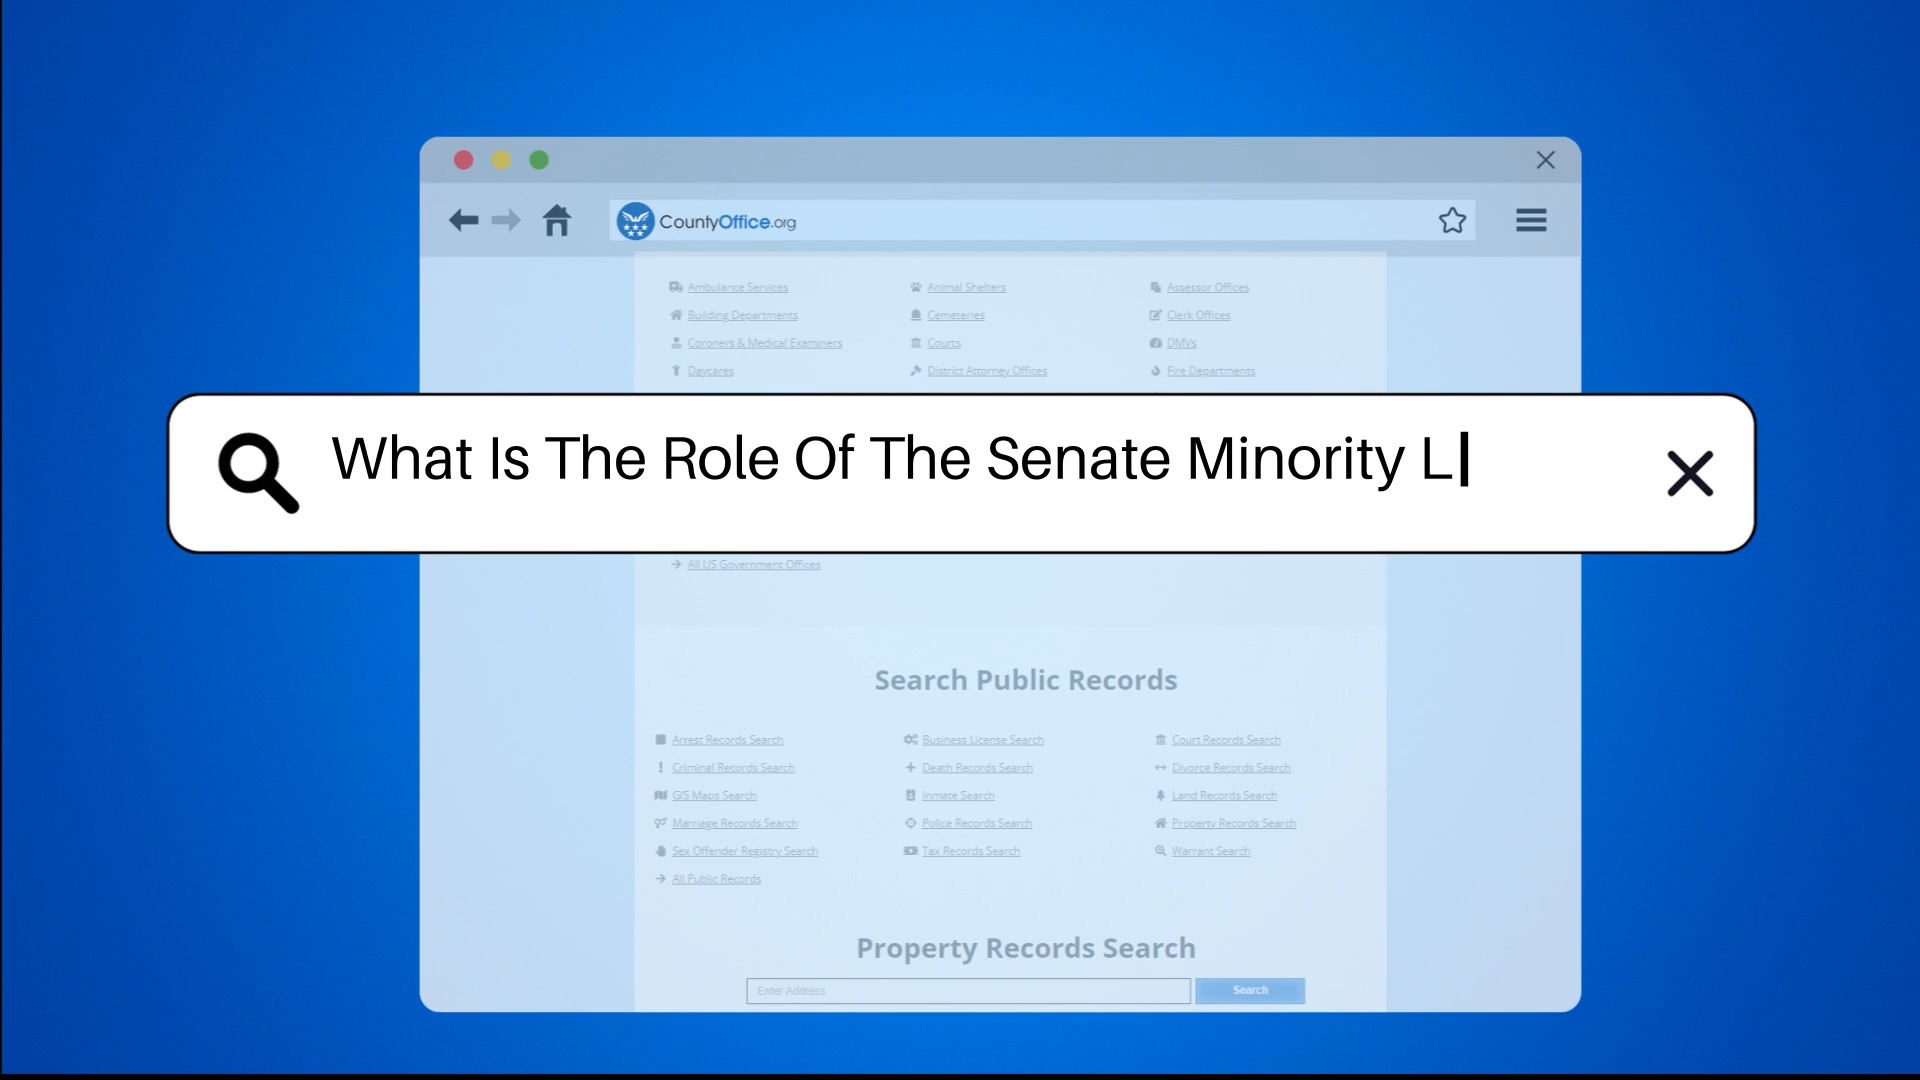 CountyOffice.org
Ambulance Services Animal Shelters Assessor Offices
Building Departments Cemeteries Clerk Offices
Coroners & Medical Examiners Courts DMVs
Daycares District Attorney Offices Fire Departments
What Is The Role Of The Senate Minority L
All US Government Offices
Search Public Records
Arrest Records Search Business License Search Court Records Search
Criminal Records Search Death Records Search Divorce Records Search
GIS Maps Search Inmate Search Land Records Search
Marriage Records Search Police Records Search Property Records Search
Sex Offender Registry Search Tax Records Search Warrant Search
All Public Records
Property Records Search
Enter Address Search